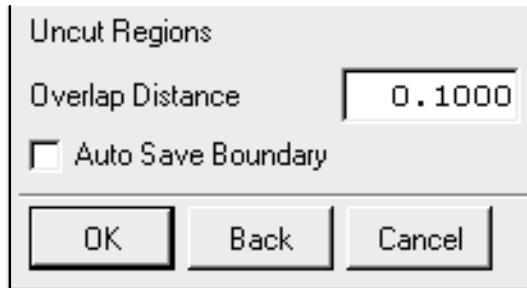 Uncut Regions
Overlap Distance 0.1000
Auto Save Boundary
OK Back Cancel